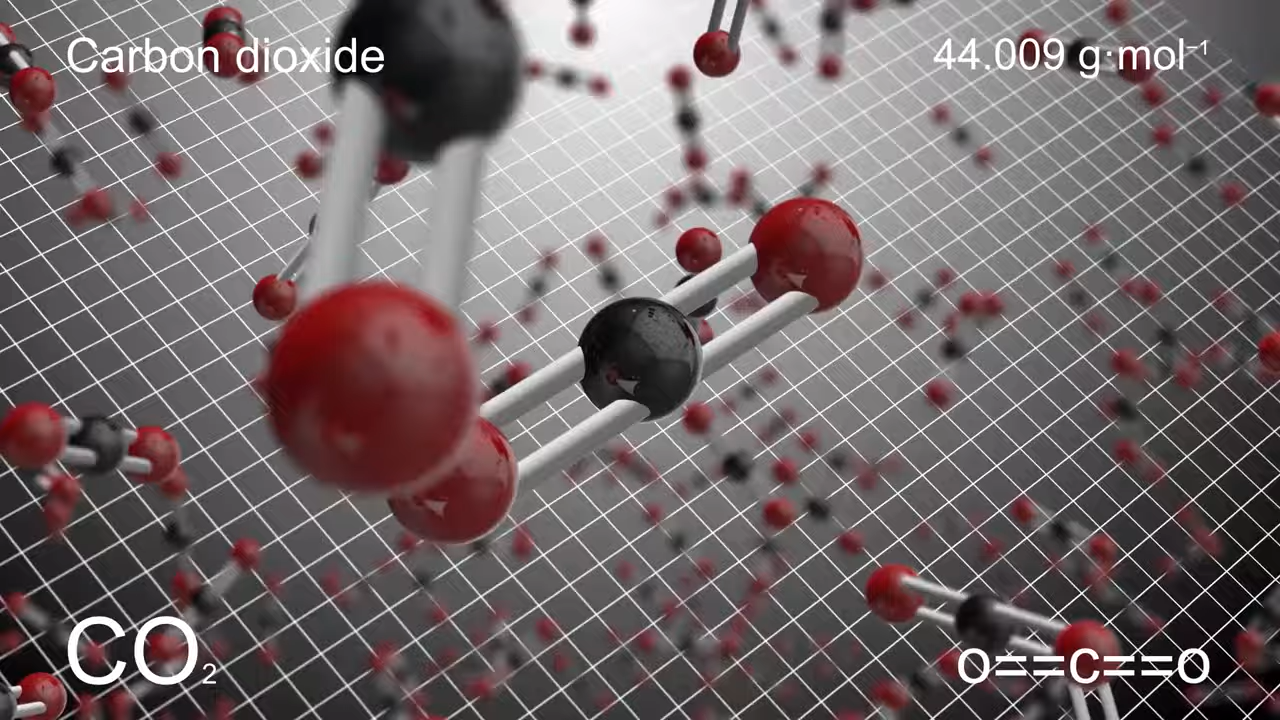 Carbon dioxide
44.009 g·mol⁻¹
CO₂
O==C==O